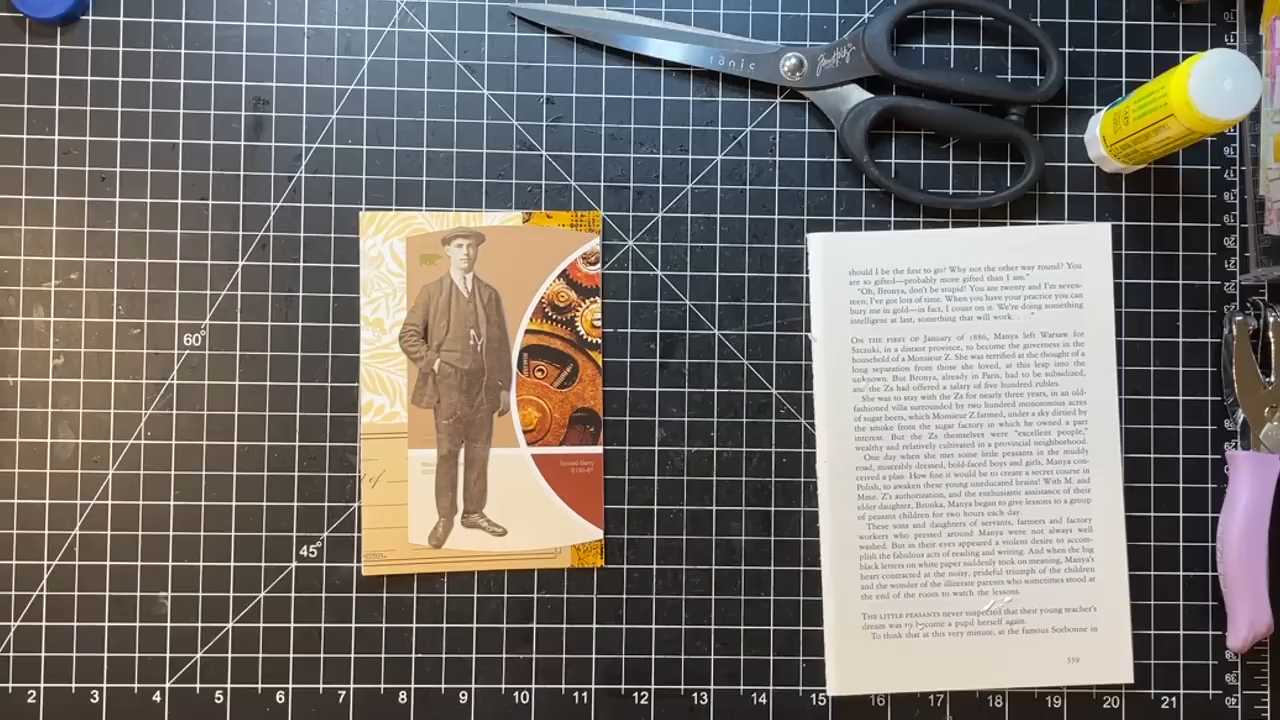 tonic
should I be the first to go? Why not the other way round? You
are so gifted—probably more gifted than I am."
"Oh, Bronya, don't be stupid! You are twenty and I'm seven-
teen; I've got lots of time. When you have your practice you can
bury me in gold—in fact, I count on it. We're doing something
intelligent at last, something that will work. . . ."
ON THE FIRST OF January of 1886, Manya left Warsaw for
Szczuki, in a distant province, to become the governess in the
household of a Monsieur Z. She was terrified at the thought of a
long separation from those she loved, at this leap into the
unknown. But Bronya, already in Paris, had to be subsidized,
and the Zs had offered a salary of five hundred rubles.
She was to stay with the Zs for nearly three years, in an old-
fashioned villa surrounded by two hundred monotonous acres
of sugar beets, which Monsieur Z farmed, under a sky dirtied by
the smoke from the sugar factory in which he owned a part
interest. But the Zs themselves were "excellent people,"
wealthy and relatively cultivated in a provincial neighborhood.
One day when she met some little peasants in the muddy
road, miserably dressed, bold-faced boys and girls, Manya con-
ceived a plan. How fine it would be to create a secret course in
Polish, to awaken these young uneducated brains! With M. and
Mme. Z's authorization, and the enthusiastic assistance of their
elder daughter, Bronka, Manya began to give lessons to a group
of peasant children for two hours each day.
These sons and daughters of servants, farmers and factory
workers who pressed around Manya were not always well
washed. But in their eyes appeared a violent desire to accom-
plish the fabulous acts of reading and writing. And when the big
black letters on white paper suddenly took on meaning, Manya's
heart contracted at the noisy, prideful triumph of the children
and the wonder of the illiterate parents who sometimes stood at
the end of the room to watch the lessons.
THE LITTLE PEASANTS never suspected that their young teacher's
dream was to become a pupil herself again.
To think that at this very minute, at the famous Sorbonne in
559
of
60°
45°
2 3 4 5 6 7 8 9 10 11 12 13 14 15 16 17 18 19 20 21